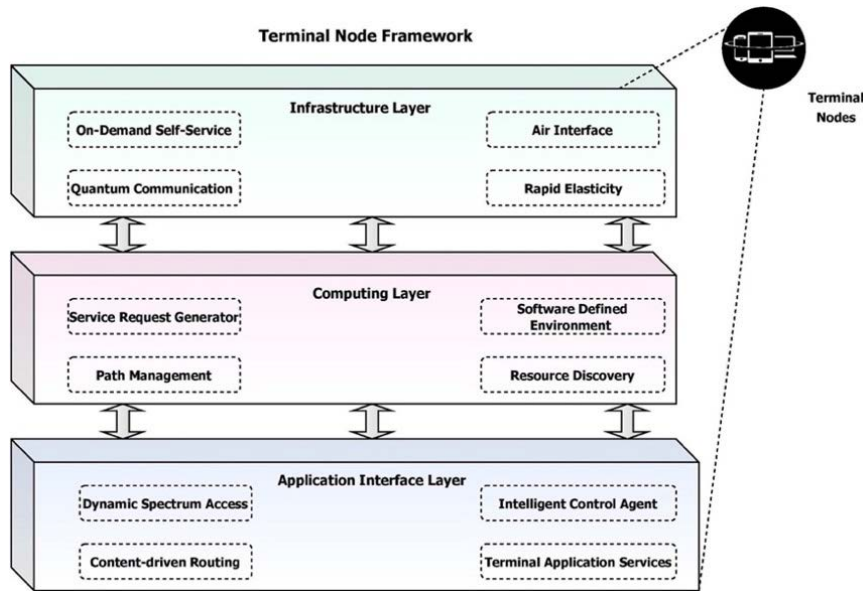 Terminal Node Framework
Terminal
Nodes
Infrastructure Layer
On-Demand Self-Service
Air Interface
Quantum Communication
Rapid Elasticity
Computing Layer
Service Request Generator
Software Defined
Environment
Path Management
Resource Discovery
Application Interface Layer
Dynamic Spectrum Access
Intelligent Control Agent
Content-driven Routing
Terminal Application Services